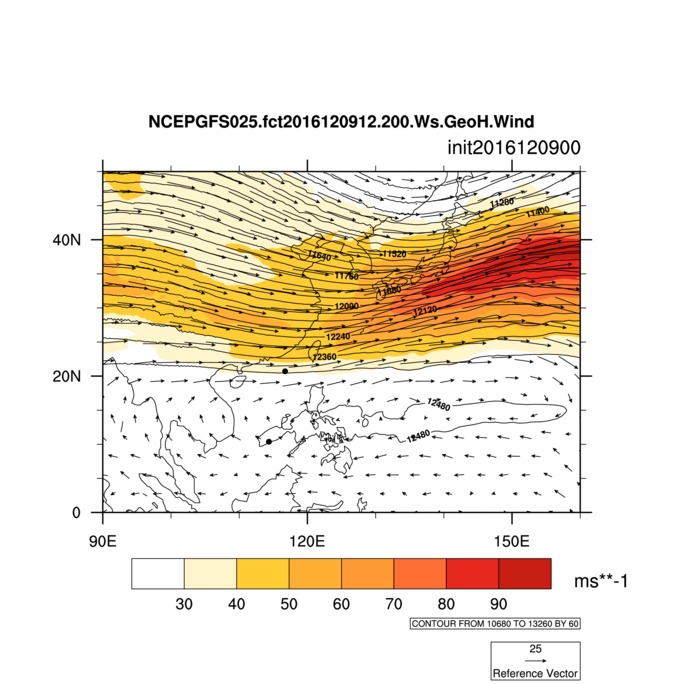 NCEPGFS025.fct2016120912.200.Ws.GeoH.Wind
init2016120900
11280
11400
40N
11640
11520
11760
11880
12000
12120
12240
12360
20N
12480
12480
0
90E 120E 150E
ms**-1
30 40 50 60 70 80 90
CONTOUR FROM 10680 TO 13260 BY 60
25
Reference Vector